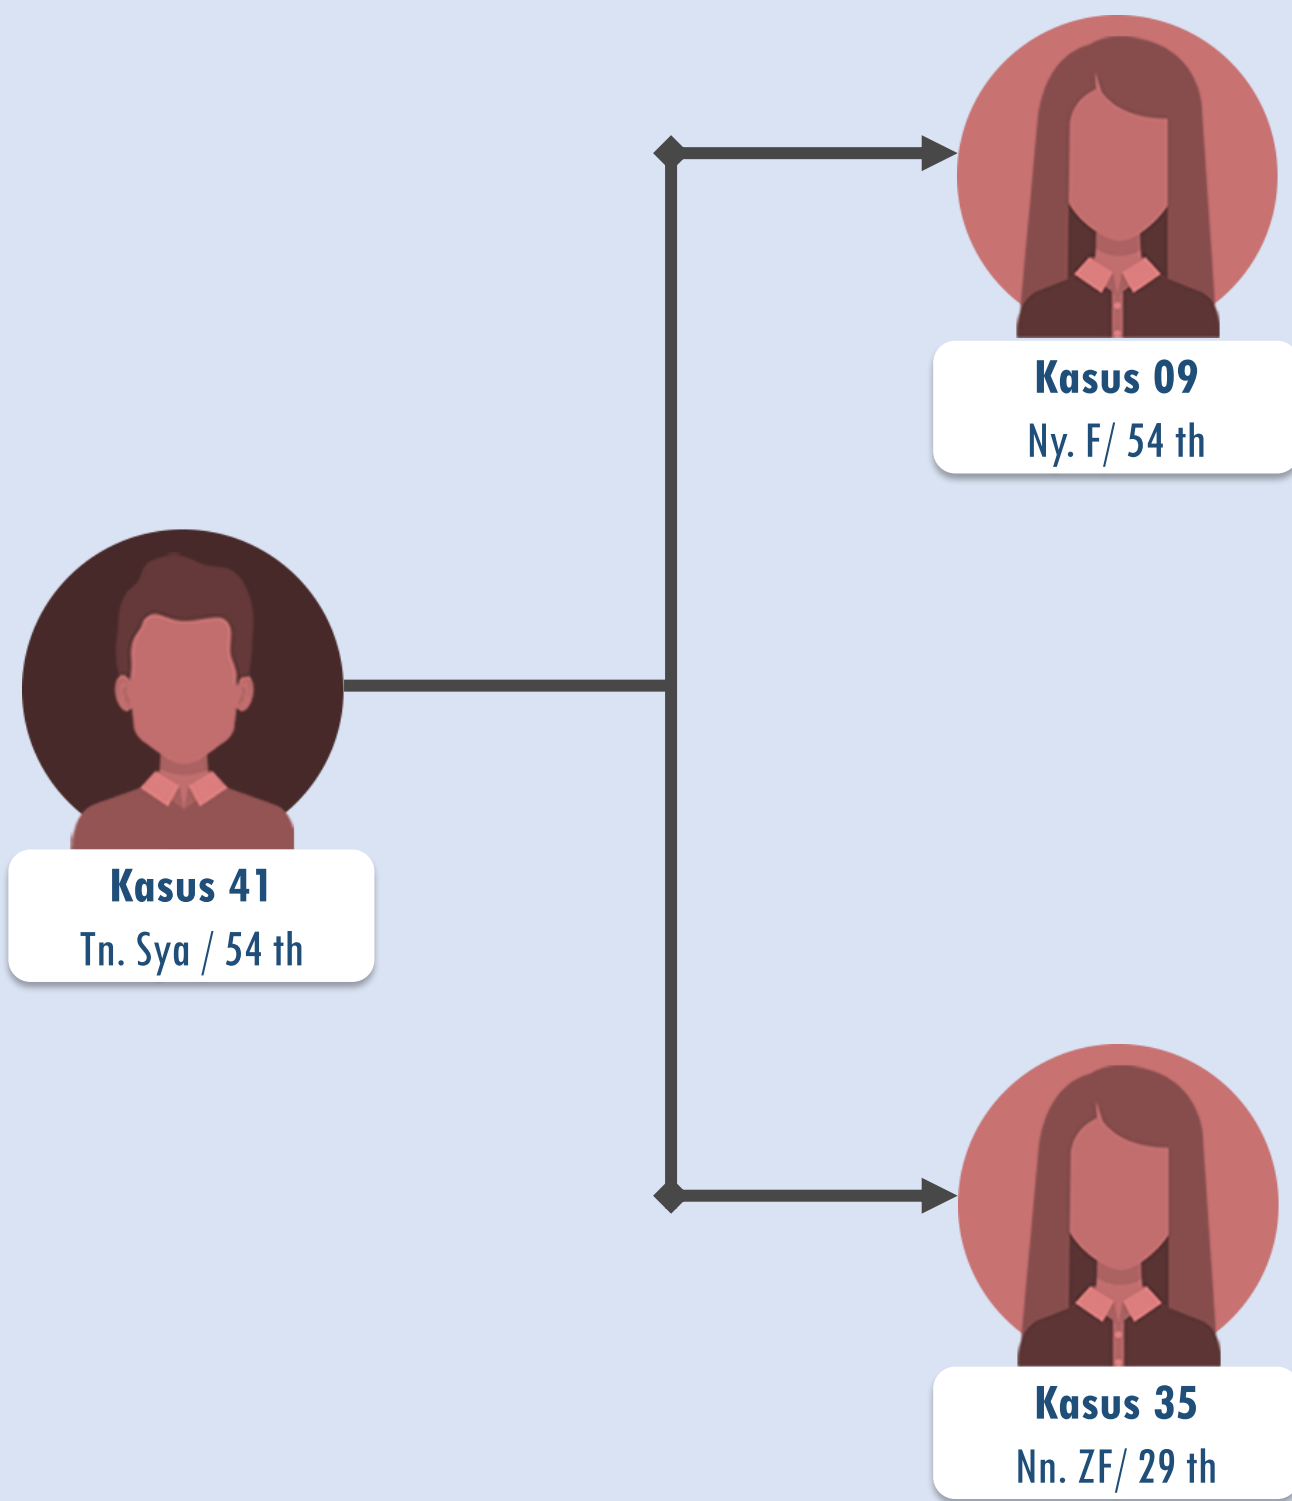 Kasus 09
Ny. F/ 54 th
Kasus 41
Tn. Sya / 54 th
Kasus 35
Nn. ZF/ 29 th